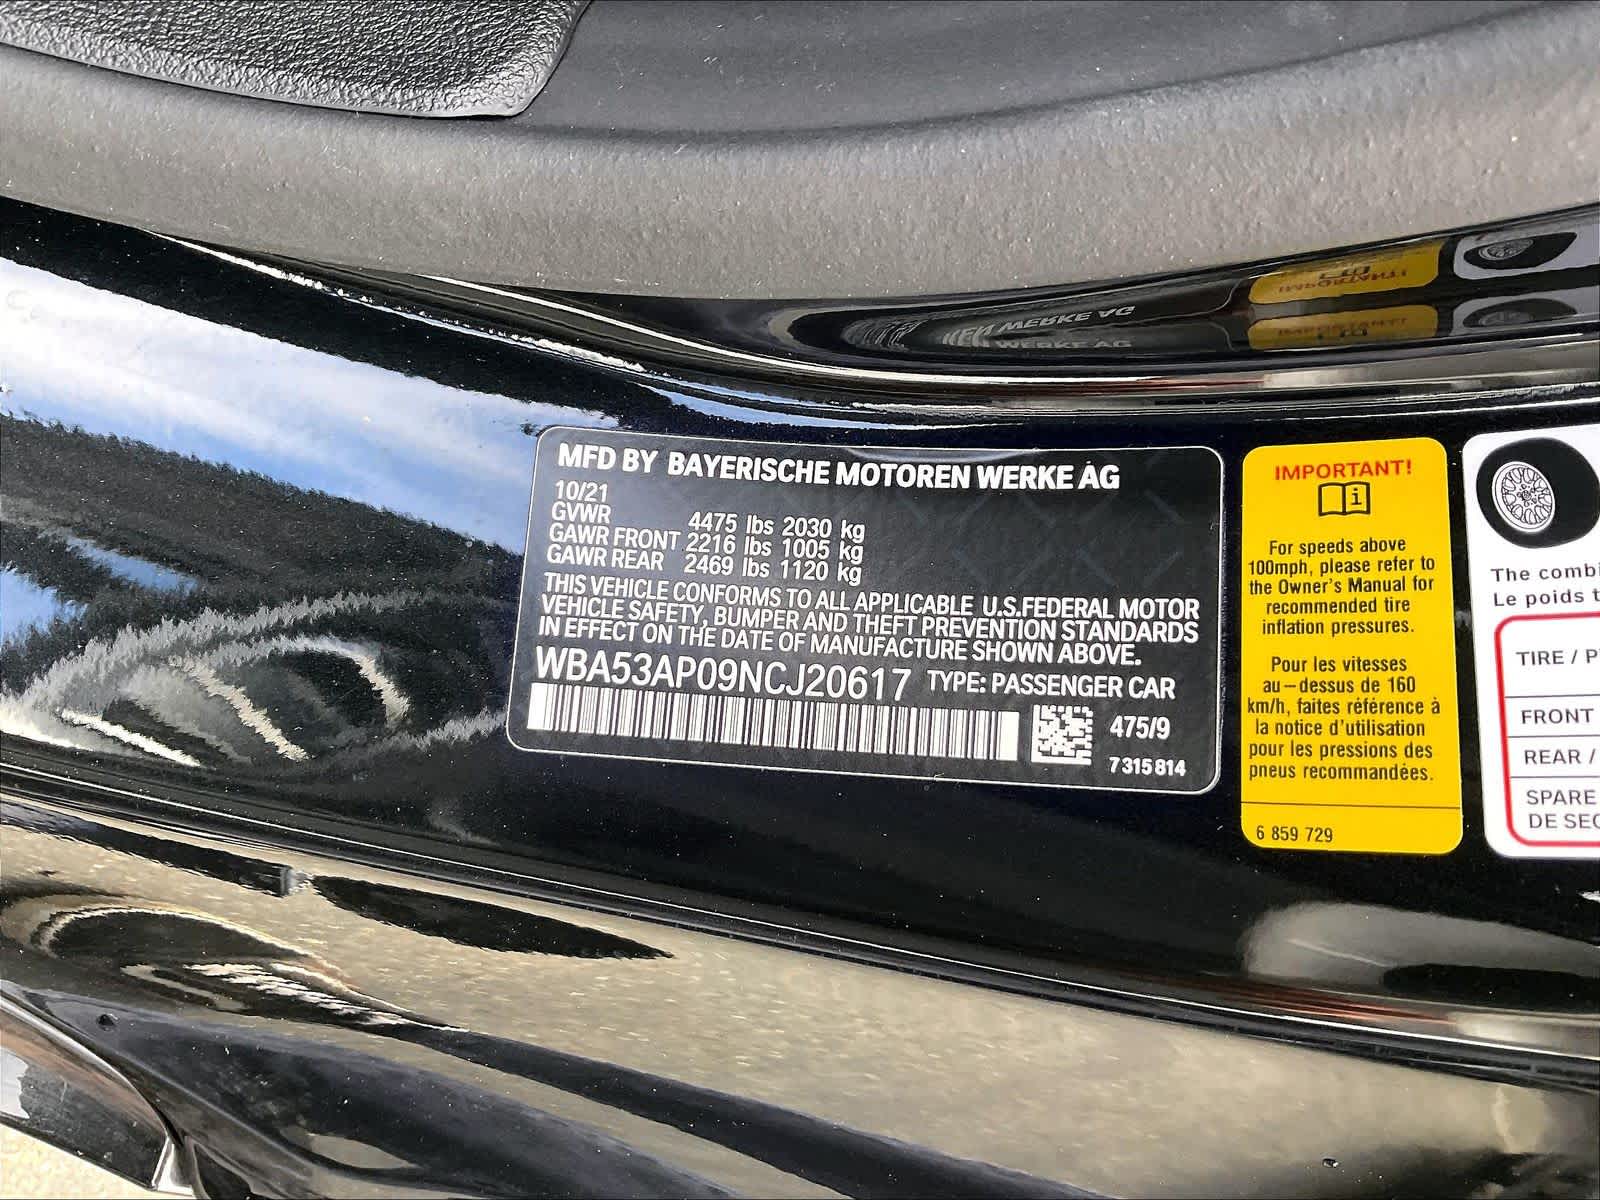 MFD BY BAYERISCHE MOTOREN WERKE AG
10/21
GVWR 4475 lbs 2030 kg
GAWR FRONT 2216 lbs 1005 kg
GAWR REAR 2469 lbs 1120 kg
THIS VEHICLE CONFORMS TO ALL APPLICABLE U.S.FEDERAL MOTOR
VEHICLE SAFETY, BUMPER AND THEFT PREVENTION STANDARDS
IN EFFECT ON THE DATE OF MANUFACTURE SHOWN ABOVE.
WBA53AP09NCJ20617 TYPE: PASSENGER CAR
475/9
7315814
IMPORTANT!
i
For speeds above
100mph, please refer to
the Owner's Manual for
recommended tire
inflation pressures.
Pour les vitesses
au-dessus de 160
km/h, faites référence à
la notice d'utilisation
pour les pressions des
pneus recommandées.
6 859 729
The combi
Le poids t
TIRE / P
FRONT
REAR /
SPARE
DE SEC
WERKE AG
IMPORTANT!